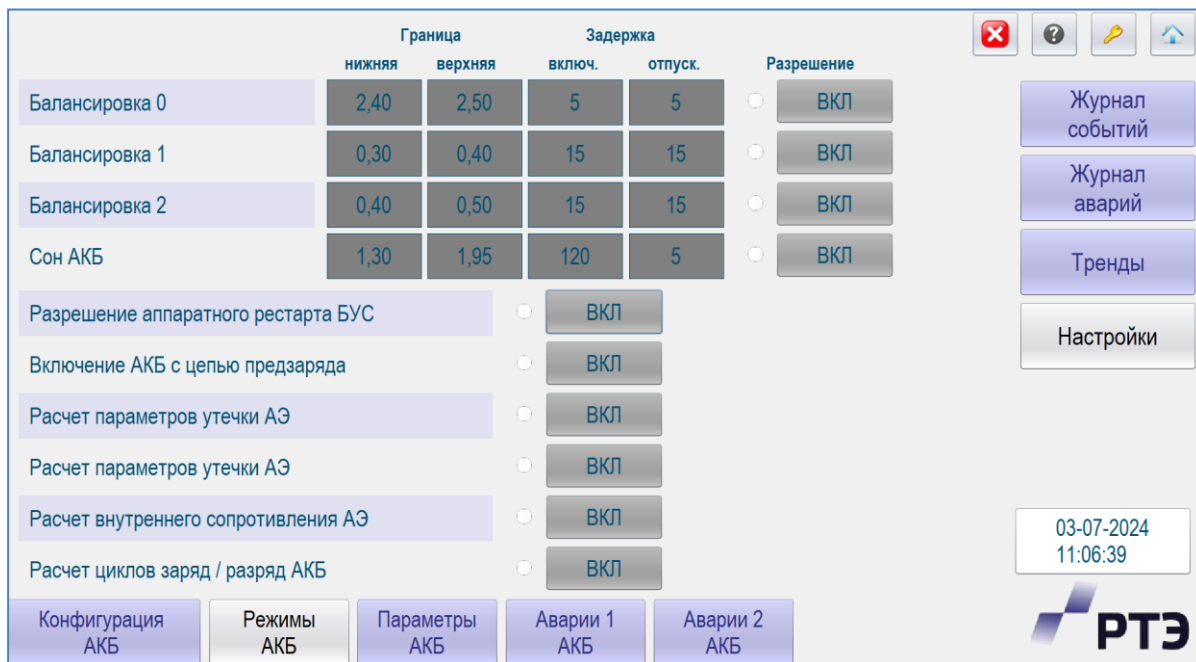 Граница Задержка
нижняя верхняя включ. отпуск. Разрешение
Балансировка 0 2,40 2,50 5 5 ВКЛ
Балансировка 1 0,30 0,40 15 15 ВКЛ
Балансировка 2 0,40 0,50 15 15 ВКЛ
Сон АКБ 1,30 1,95 120 5 ВКЛ
Разрешение аппаратного рестарта БУС ВКЛ
Включение АКБ с цепью предзаряда ВКЛ
Расчет параметров утечки АЭ ВКЛ
Расчет параметров утечки АЭ ВКЛ
Расчет внутреннего сопротивления АЭ ВКЛ
Расчет циклов заряд / разряд АКБ ВКЛ
Конфигурация
АКБ
Режимы
АКБ
Параметры
АКБ
Аварии 1
АКБ
Аварии 2
АКБ
?
Журнал
событий
Журнал
аварий
Тренды
Настройки
03-07-2024
11:06:39
РТЭ